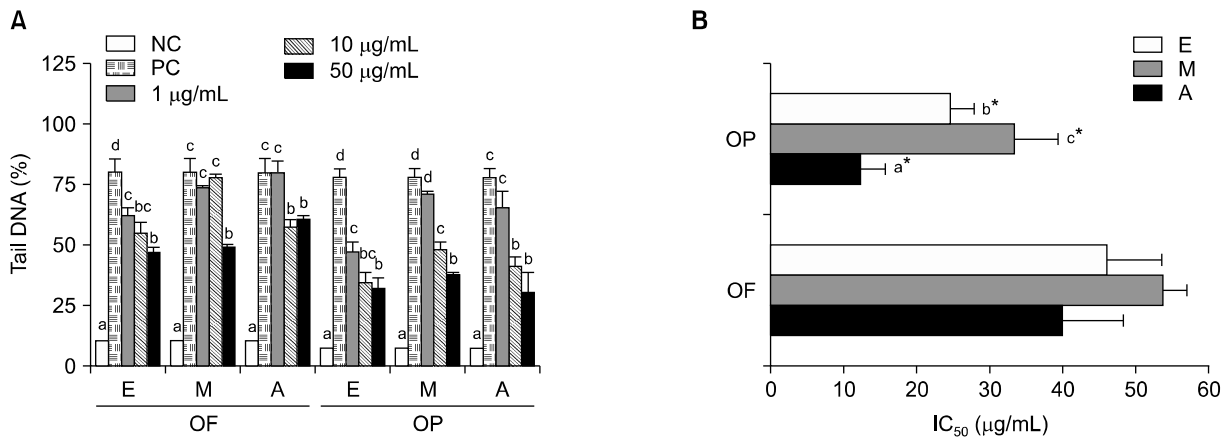 A
NC
PC
1 μg/mL
10 μg/mL
50 μg/mL
Tail DNA (%)
125
100
75
50
25
0
a d c bc b
a c c c b
a c c b b
a d c bc b
a d d c b
a d c b b
E M A E M A
OF OP
B
E
M
A
OP
b*
c*
a*
OF
0 10 20 30 40 50 60
IC50 (μg/mL)